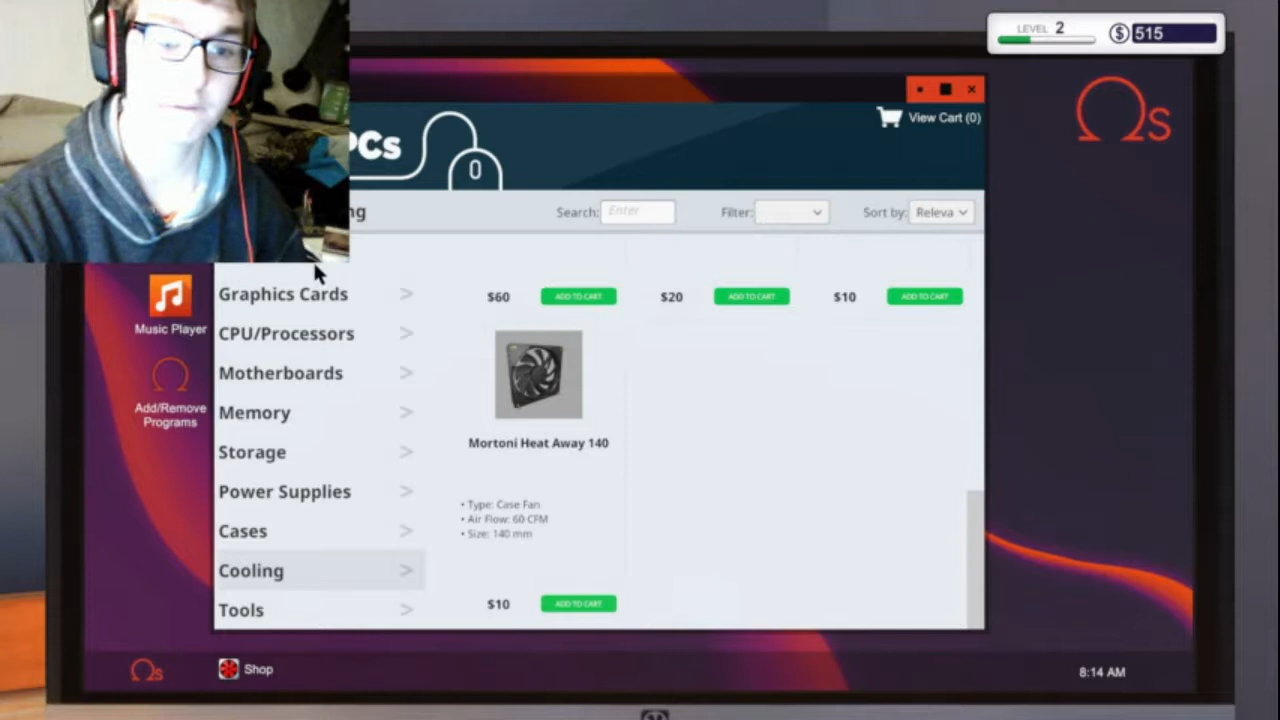 LEVEL 2
$ 515
PCs
View Cart (0)
ng
Search: Enter
Filter:
Sort by: Releva
Graphics Cards >
$60 ADD TO CART
$20 ADD TO CART
$10 ADD TO CART
Music Player
CPU/Processors >
Motherboards >
Add/Remove
Programs
Memory >
Storage >
Power Supplies >
Cases >
Cooling >
Tools >
Mortoni Heat Away 140
• Type: Case Fan
• Air Flow: 60 CFM
• Size: 140 mm
$10 ADD TO CART
Ωs
Ωs
Shop
8:14 AM